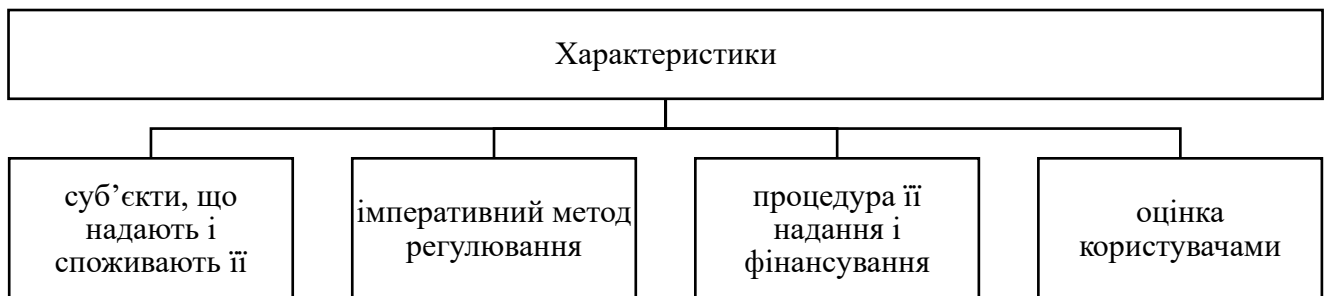 Характеристики
суб’єкти, що
надають і
споживають її
імперативний метод
регулювання
процедура її
надання і
фінансування
оцінка
користувачами